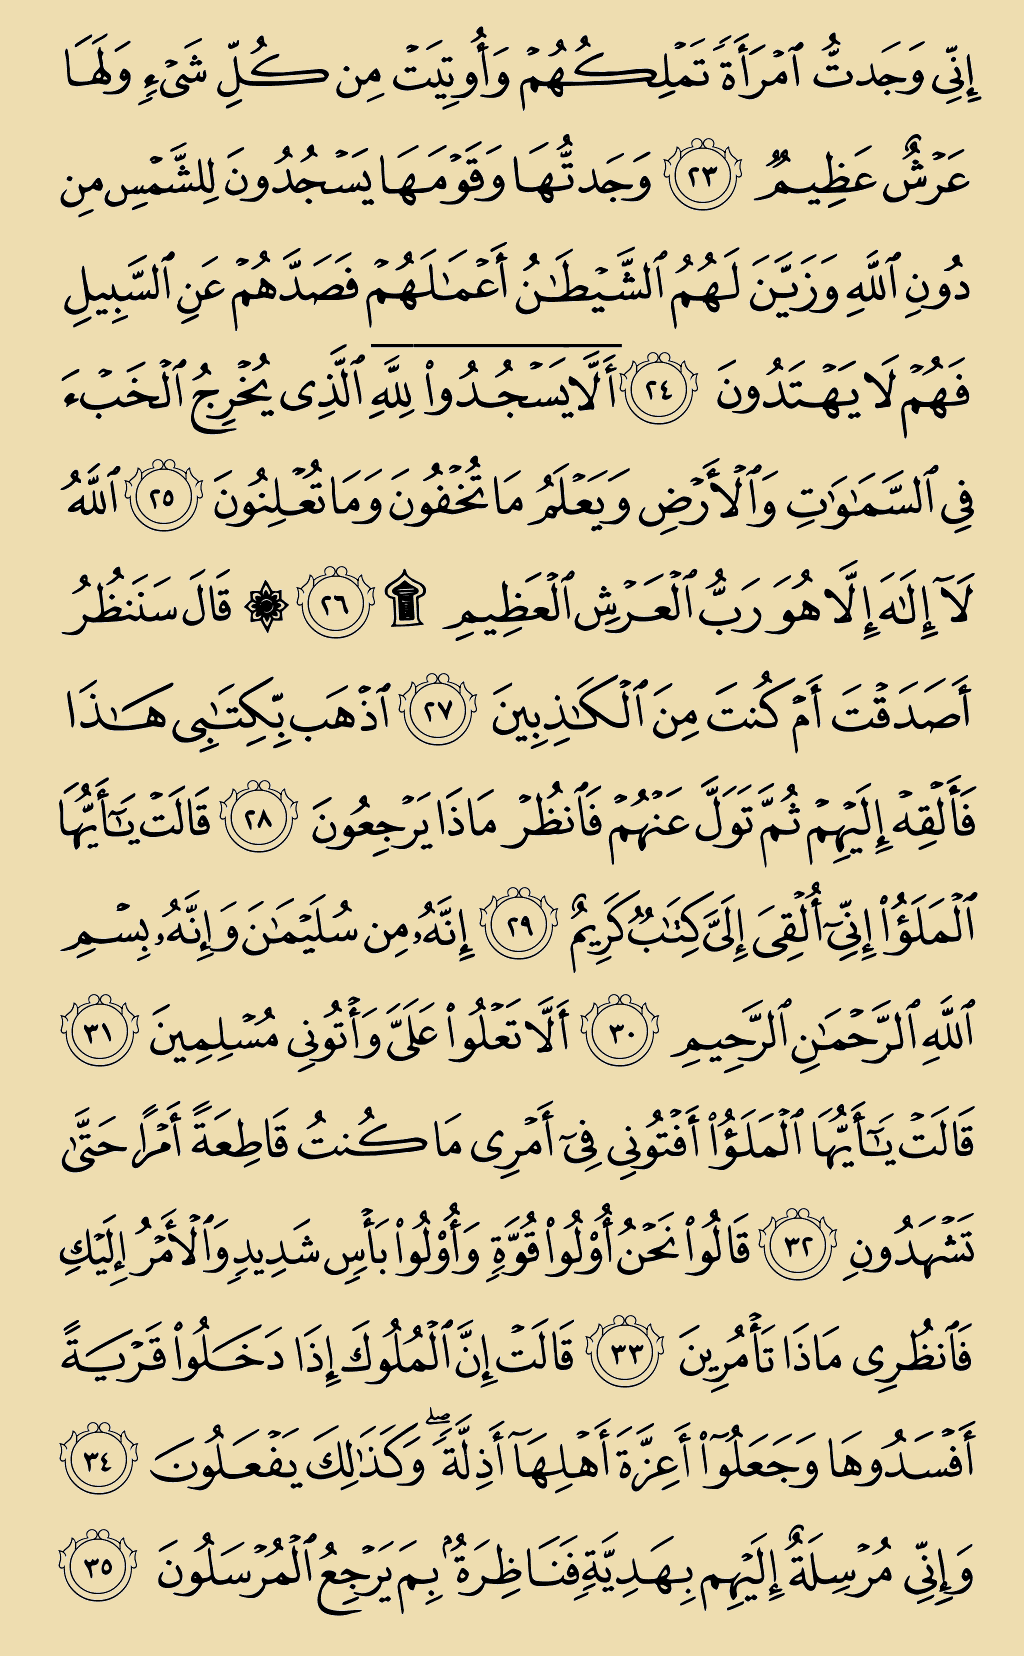 إِنِّى وَجَدتُّ ٱمْرَأَةً تَمْلِكُهُمْ وَأُوتِيَتْ مِن كُلِّ شَىْءٍ وَلَهَا
عَرْشٌ عَظِيمٌ ٢٣ وَجَدتُّهَا وَقَوْمَهَا يَسْجُدُونَ لِلشَّمْسِ مِن
دُونِ ٱللَّهِ وَزَيَّنَ لَهُمُ ٱلشَّيْطَٰنُ أَعْمَٰلَهُمْ فَصَدَّهُمْ عَنِ ٱلسَّبِيلِ
فَهُمْ لَا يَهْتَدُونَ ٢٤ أَلَّا يَسْجُدُوا۟ لِلَّهِ ٱلَّذِى يُخْرِجُ ٱلْخَبْءَ
فِى ٱلسَّمَٰوَٰتِ وَٱلْأَرْضِ وَيَعْلَمُ مَا تُخْفُونَ وَمَا تُعْلِنُونَ ٢٥ ٱللَّهُ
لَآ إِلَٰهَ إِلَّا هُوَ رَبُّ ٱلْعَرْشِ ٱلْعَظِيمِ ۩ ٢٦ ۞ قَالَ سَنَنظُرُ
أَصَدَقْتَ أَمْ كُنتَ مِنَ ٱلْكَٰذِبِينَ ٢٧ ٱذْهَب بِّكِتَٰبِى هَٰذَا
فَأَلْقِهْ إِلَيْهِمْ ثُمَّ تَوَلَّ عَنْهُمْ فَٱنظُرْ مَاذَا يَرْجِعُونَ ٢٨ قَالَتْ يَٰٓأَيُّهَا
ٱلْمَلَؤُا۟ إِنِّىٓ أُلْقِىَ إِلَىَّ كِتَٰبٌ كَرِيمٌ ٢٩ إِنَّهُۥ مِن سُلَيْمَٰنَ وَإِنَّهُۥ بِسْمِ
ٱللَّهِ ٱلرَّحْمَٰنِ ٱلرَّحِيمِ ٣٠ أَلَّا تَعْلُوا۟ عَلَىَّ وَأْتُونِى مُسْلِمِينَ ٣١
قَالَتْ يَٰٓأَيُّهَا ٱلْمَلَؤُا۟ أَفْتُونِى فِىٓ أَمْرِى مَا كُنتُ قَاطِعَةً أَمْرًا حَتَّىٰ
تَشْهَدُونِ ٣٢ قَالُوا۟ نَحْنُ أُو۟لُوا۟ قُوَّةٍ وَأُو۟لُوا۟ بَأْسٍ شَدِيدٍ وَٱلْأَمْرُ إِلَيْكِ
فَٱنظُرِى مَاذَا تَأْمُرِينَ ٣٣ قَالَتْ إِنَّ ٱلْمُلُوكَ إِذَا دَخَلُوا۟ قَرْيَةً
أَفْسَدُوهَا وَجَعَلُوٓا۟ أَعِزَّةَ أَهْلِهَآ أَذِلَّةً ۖ وَكَذَٰلِكَ يَفْعَلُونَ ٣٤
وَإِنِّى مُرْسِلَةٌ إِلَيْهِم بِهَدِيَّةٍ فَنَاظِرَةٌۢ بِمَ يَرْجِعُ ٱلْمُرْسَلُونَ ٣٥